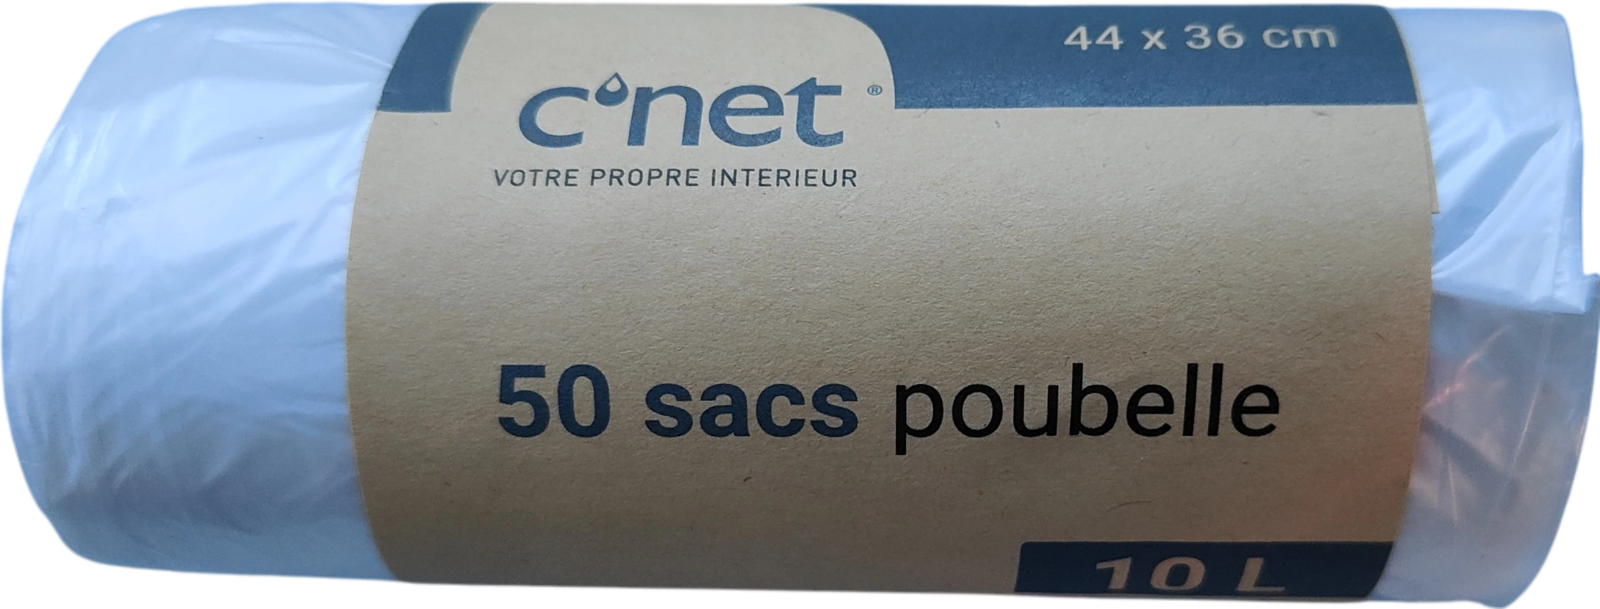 44 x 36 cm
c'net®
VOTRE PROPRE INTERIEUR
50 sacs poubelle
10 L